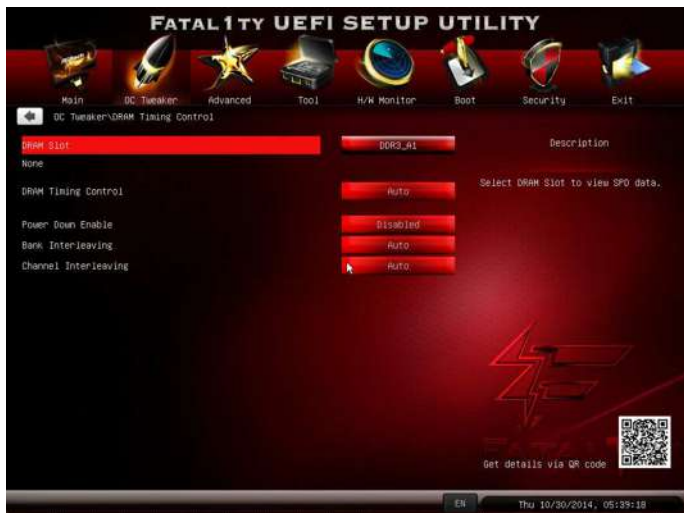 FATAL1TY UEFI SETUP UTILITY
Main OC Tweaker Advanced Tool H/W Monitor Boot Security Exit
OC Tweaker\DRAM Timing Control
DRAM Slot DDR3_A1
None
DRAM Timing Control Auto
Power Down Enable Disabled
Bank Interleaving Auto
Channel Interleaving Auto
Description
Select DRAM Slot to view SPD data.
Get details via QR code
EN Thu 10/30/2014, 05:39:18